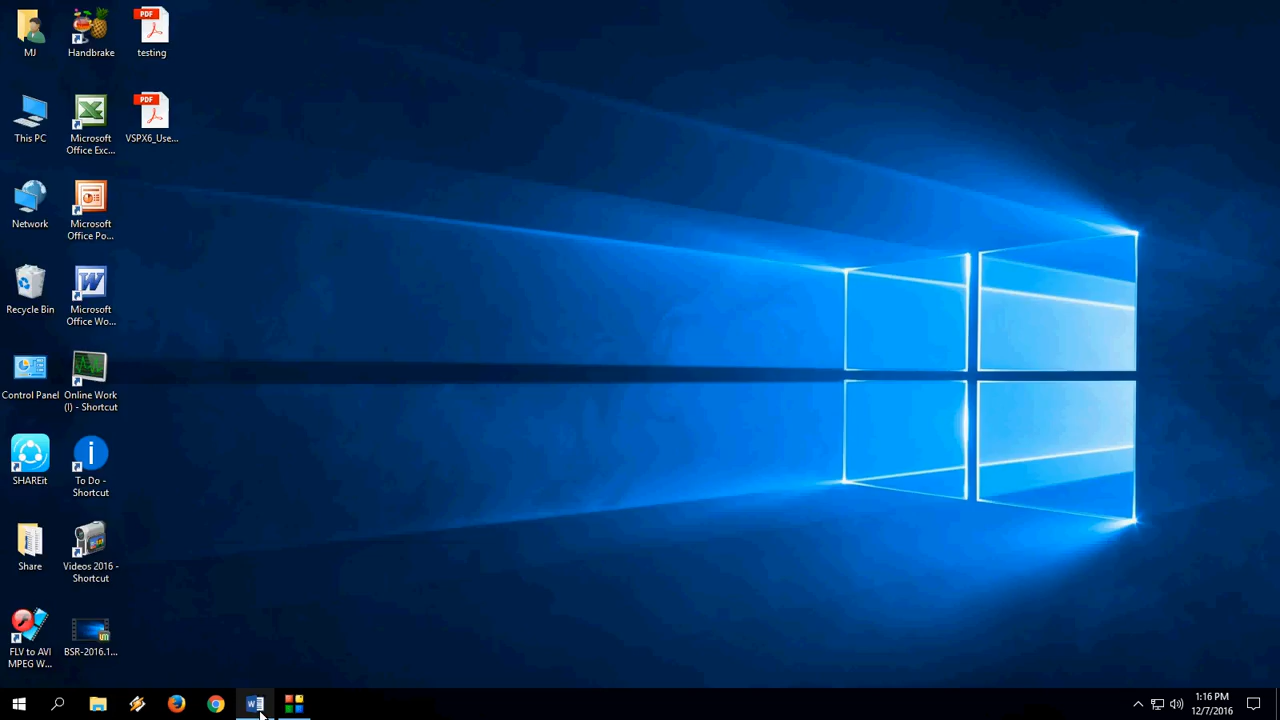 MJ
Handbrake
PDF
testing
This PC
Microsoft
Office Exc...
PDF
VSPX6_Use...
Network
Microsoft
Office Po...
Recycle Bin
W
Microsoft
Office Wo...
Control Panel
Online Work
(I) - Shortcut
SHAREit
i
To Do -
Shortcut
Share
Videos 2016 -
Shortcut
FLV to AVI
MPEG W...
BSR-2016.1...
W
1:16 PM
12/7/2016